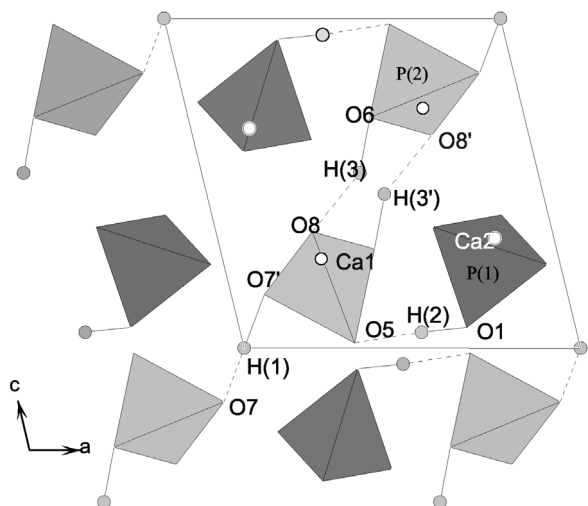 P(2)
O6
O8'
H(3)
H(3')
O8
Ca2
Ca1
P(1)
O7'
H(2)
O5
O1
H(1)
c
O7
a